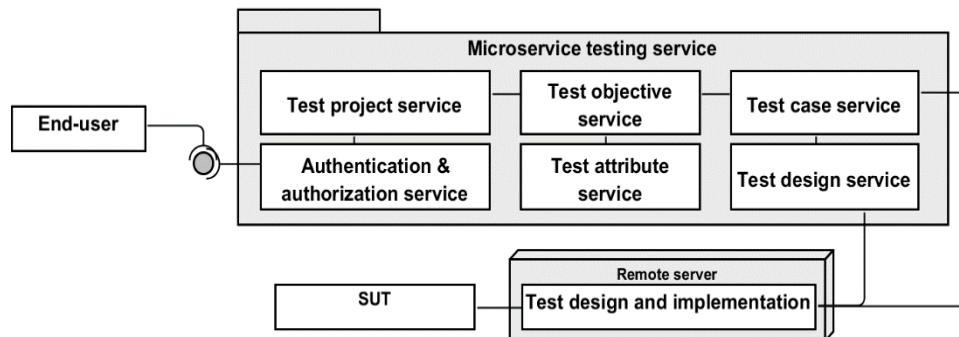 Microservice testing service
Test project service
Test objective
service
Test case service
End-user
Authentication &
authorization service
Test attribute
service
Test design service
Remote server
SUT
Test design and implementation